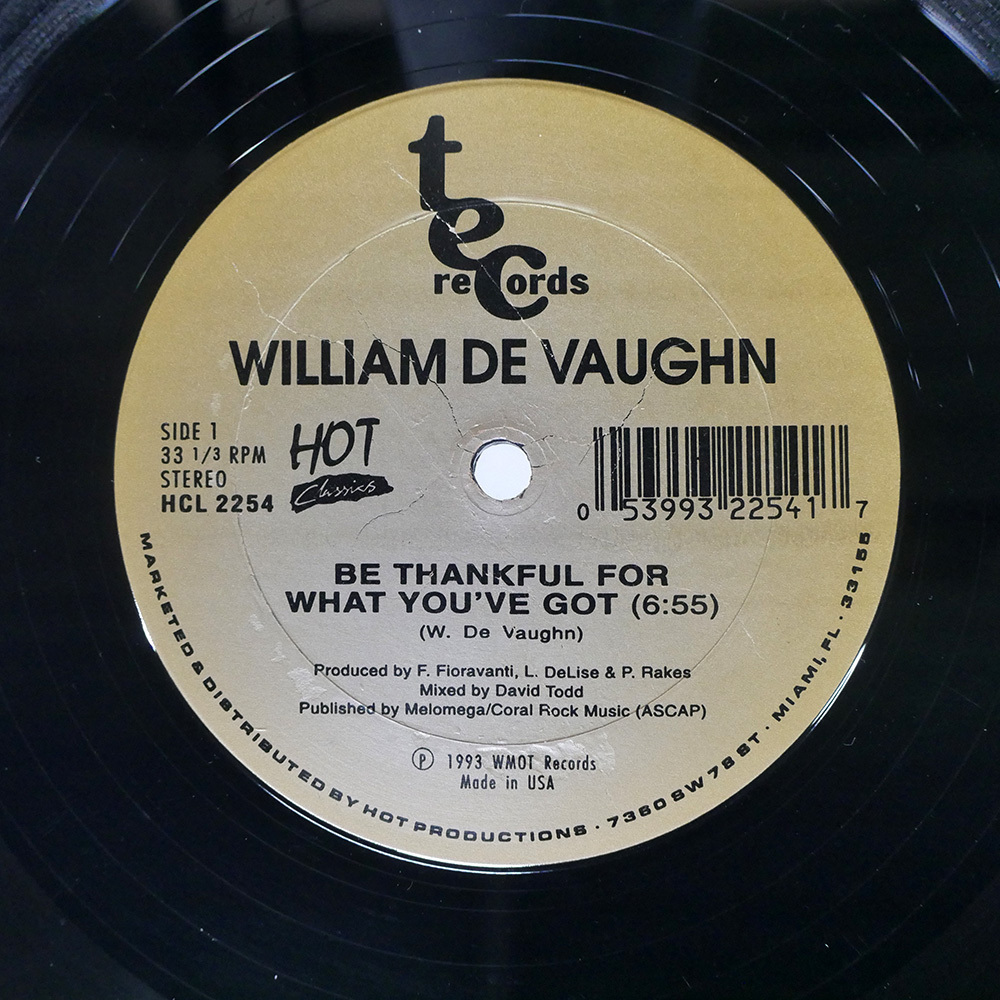 tec
records
WILLIAM DE VAUGHN
SIDE 1
33 1/3 RPM
STEREO
HCL 2254
HOT
Classics
0 53993 22541 7
BE THANKFUL FOR
WHAT YOU'VE GOT (6:55)
(W. De Vaughn)
Produced by F. Fioravanti, L. DeLise & P. Rakes
Mixed by David Todd
Published by Melomega/Coral Rock Music (ASCAP)
Ⓟ 1993 WMOT Records
Made in USA
MARKETED & DISTRIBUTED BY HOT PRODUCTIONS · 7360 SW 78 ST · MIAMI, FL · 33155